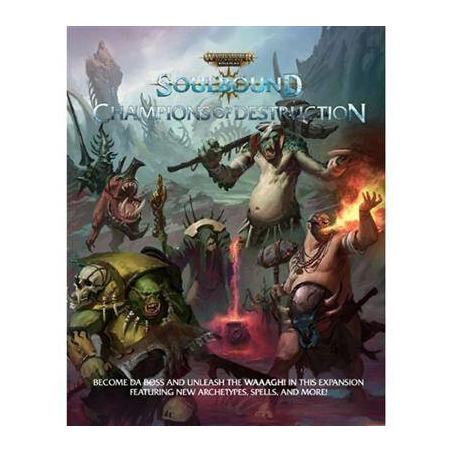 WARHAMMER
SOULBOUND
CHAMPIONS OF DESTRUCTION
BECOME DA BOSS AND UNLEASH THE WAAAGH! IN THIS EXPANSION
FEATURING NEW ARCHETYPES, SPELLS, AND MORE!